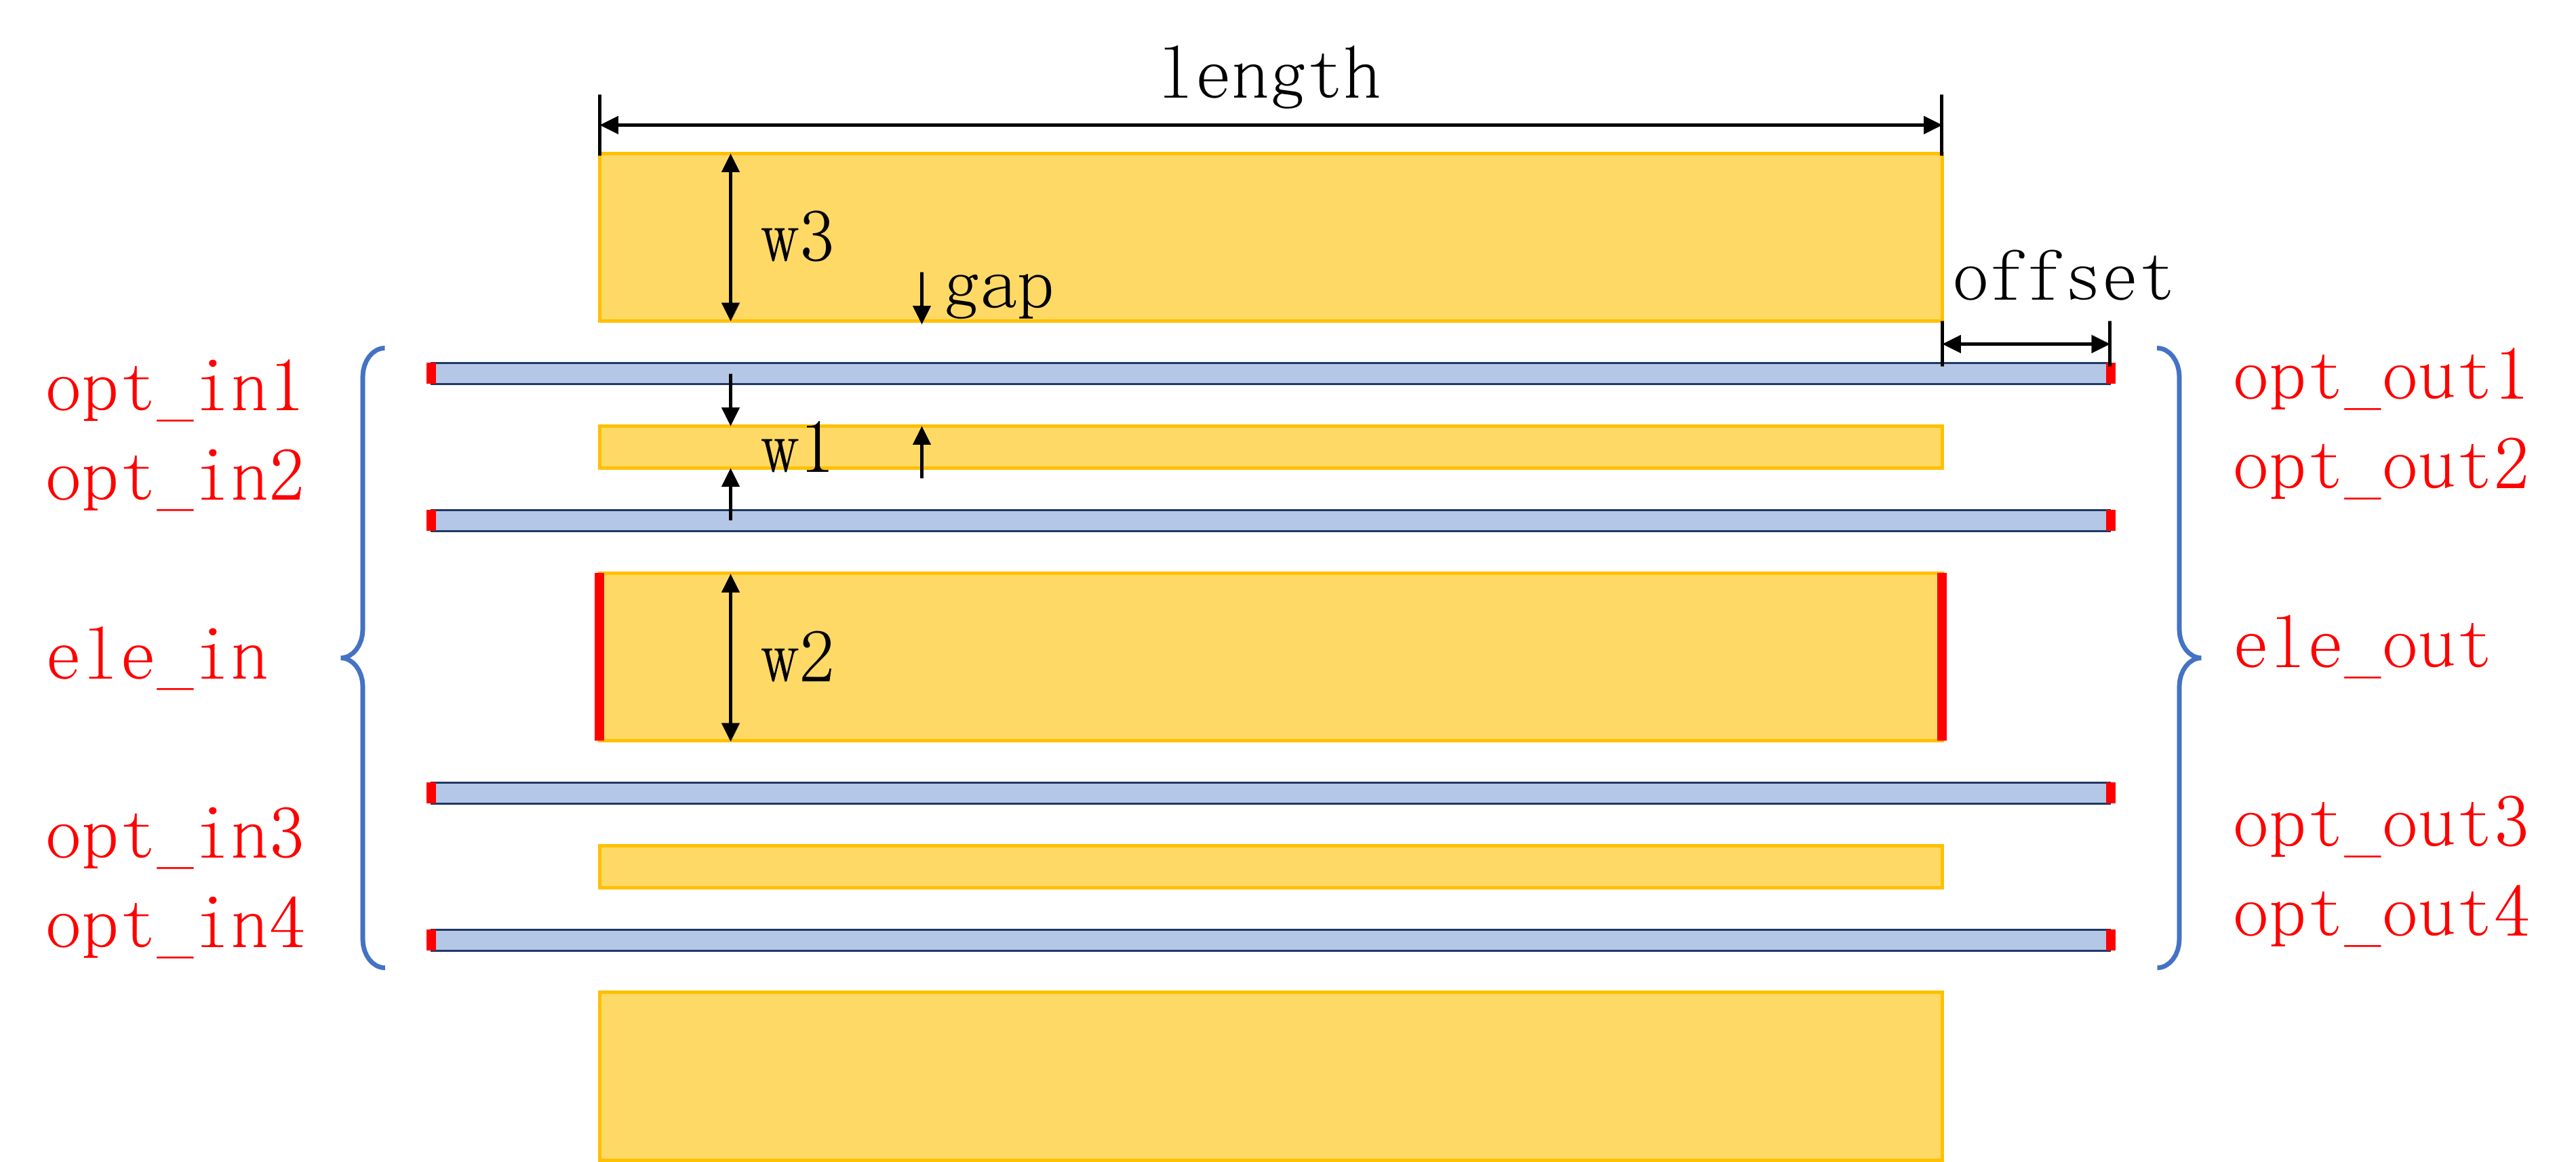 length
w3
gap
offset
opt_in1
opt_out1
w1
opt_in2
opt_out2
ele_in
w2
ele_out
opt_in3
opt_out3
opt_in4
opt_out4